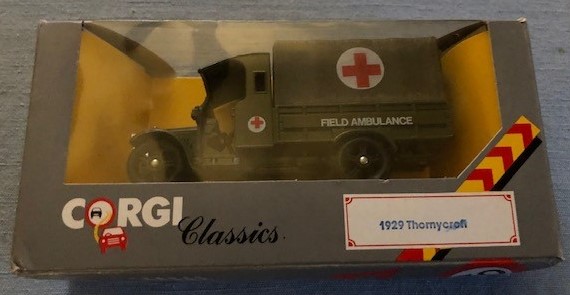 FIELD AMBULANCE
CORGI
Classics
1929 Thornycroft